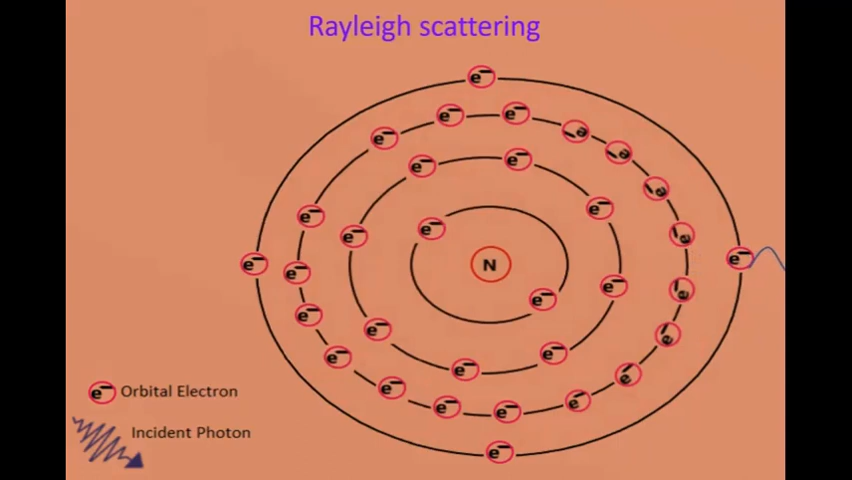 Rayleigh scattering
e−
e− e−
e− e−
e− e− e−
e−
e− e−
e− e− e−
e− e− N e−
e− e− e−
e− e− e−
e− e−
e− e−
e− e− e− e−
e−
e− Orbital Electron
Incident Photon